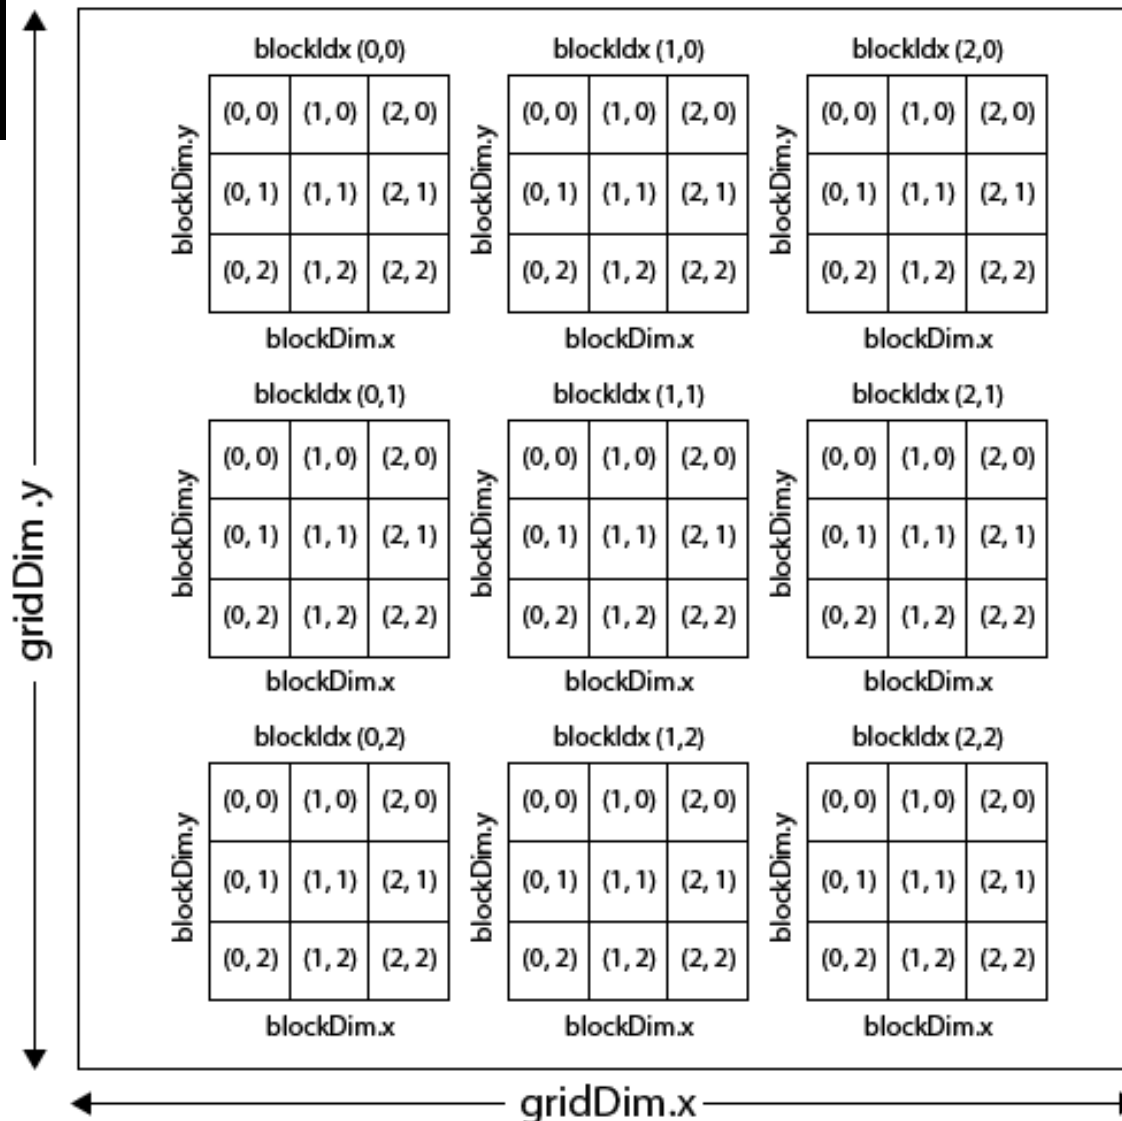 blockIdx (0,0) blockIdx (1,0) blockIdx (2,0)
blockDim.y (0, 0) (1, 0) (2, 0) blockDim.y (0, 0) (1, 0) (2, 0) blockDim.y (0, 0) (1, 0) (2, 0)
(0, 1) (1, 1) (2, 1) (0, 1) (1, 1) (2, 1) (0, 1) (1, 1) (2, 1)
(0, 2) (1, 2) (2, 2) (0, 2) (1, 2) (2, 2) (0, 2) (1, 2) (2, 2)
blockDim.x blockDim.x blockDim.x
blockIdx (0,1) blockIdx (1,1) blockIdx (2,1)
blockDim.y (0, 0) (1, 0) (2, 0) blockDim.y (0, 0) (1, 0) (2, 0) blockDim.y (0, 0) (1, 0) (2, 0)
(0, 1) (1, 1) (2, 1) (0, 1) (1, 1) (2, 1) (0, 1) (1, 1) (2, 1)
(0, 2) (1, 2) (2, 2) (0, 2) (1, 2) (2, 2) (0, 2) (1, 2) (2, 2)
blockDim.x blockDim.x blockDim.x
gridDim .y
blockIdx (0,2) blockIdx (1,2) blockIdx (2,2)
blockDim.y (0, 0) (1, 0) (2, 0) blockDim.y (0, 0) (1, 0) (2, 0) blockDim.y (0, 0) (1, 0) (2, 0)
(0, 1) (1, 1) (2, 1) (0, 1) (1, 1) (2, 1) (0, 1) (1, 1) (2, 1)
(0, 2) (1, 2) (2, 2) (0, 2) (1, 2) (2, 2) (0, 2) (1, 2) (2, 2)
blockDim.x blockDim.x blockDim.x
gridDim.x